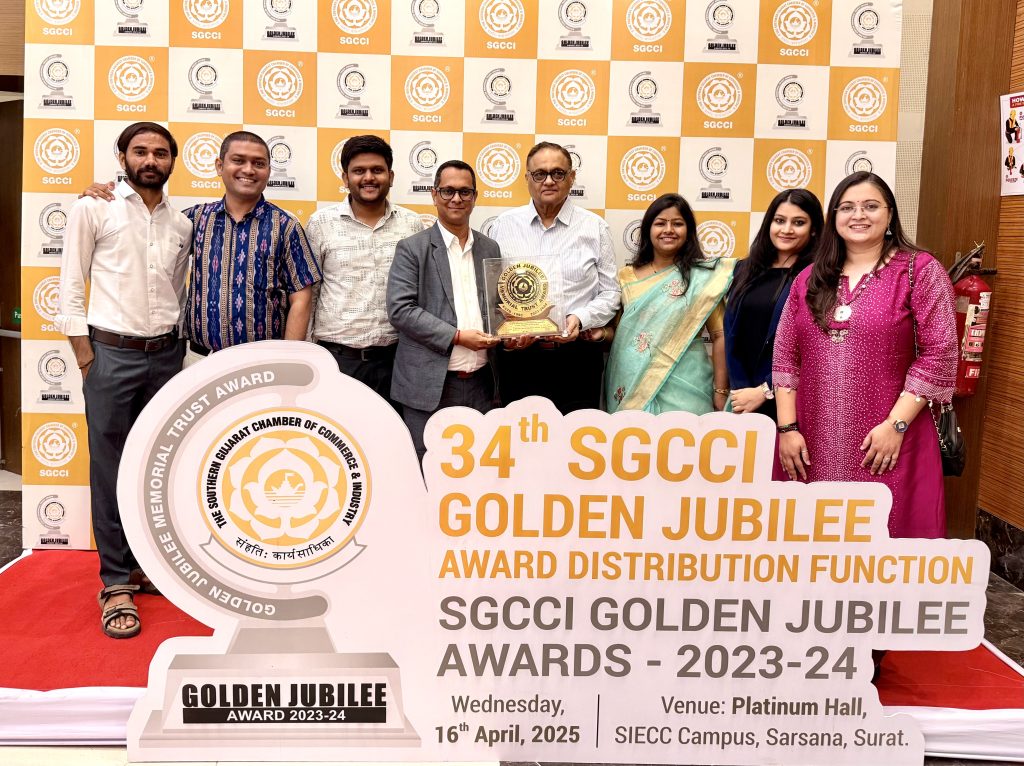 SGCCI
GOLDEN JUBILEE
GOLDEN JUBILEE MEMORIAL TRUST AWARD
THE SOUTHERN GUJARAT CHAMBER OF COMMERCE & INDUSTRY
संहतिः कार्यसाधिका
GOLDEN JUBILEE
AWARD 2023-24
34th SGCCI
GOLDEN JUBILEE
AWARD DISTRIBUTION FUNCTION
SGCCI GOLDEN JUBILEE
AWARDS - 2023-24
Wednesday,
16th April, 2025
Venue: Platinum Hall,
SIECC Campus, Sarsana, Surat.